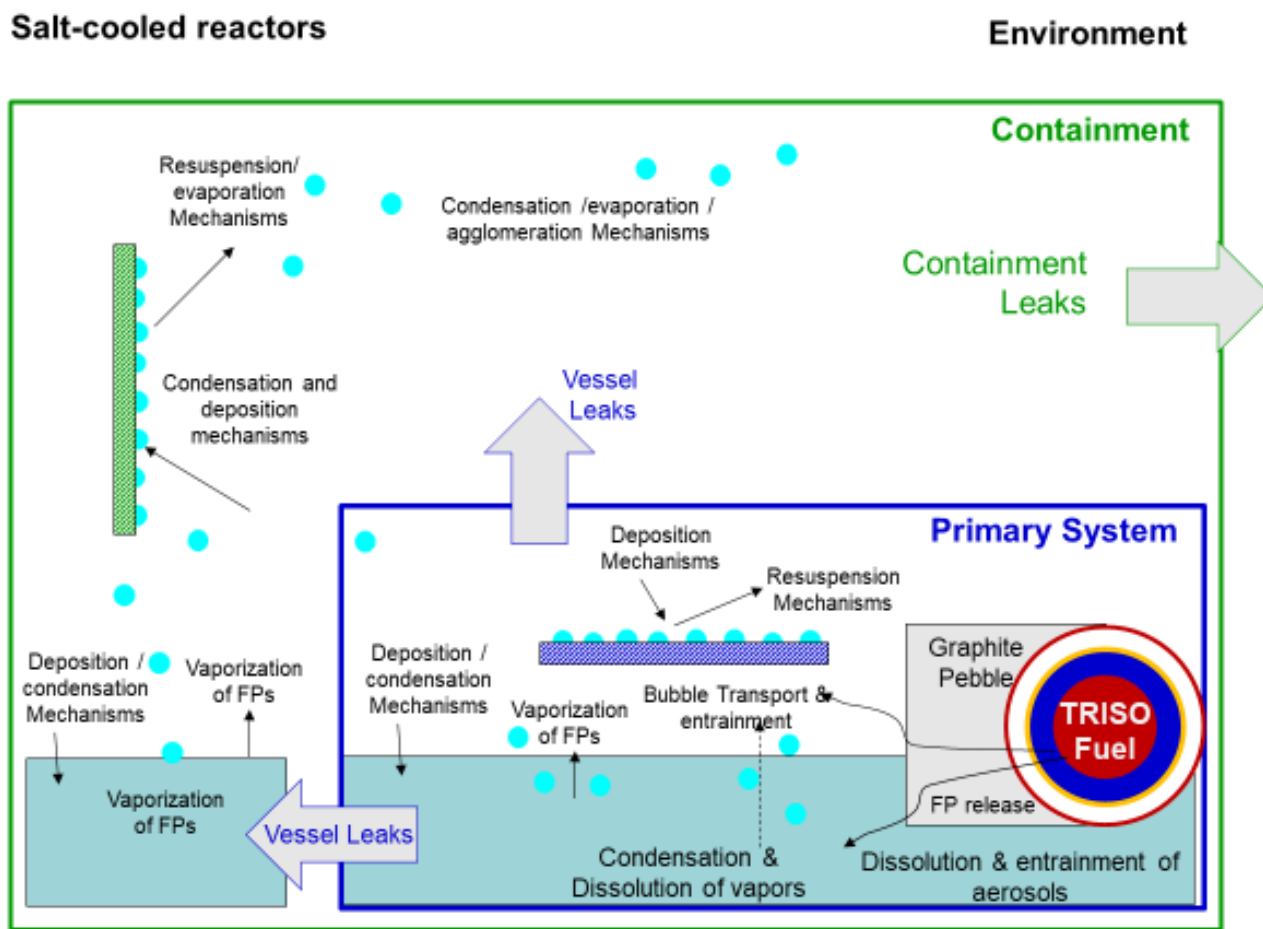 Salt-cooled reactors
Environment
Containment
Resuspension/
evaporation
Mechanisms
Condensation /evaporation /
agglomeration Mechanisms
Containment
Leaks
Condensation and
deposition
mechanisms
Vessel
Leaks
Primary System
Deposition
Mechanisms
Resuspension
Mechanisms
Deposition /
condensation
Mechanisms
Vaporization
of FPs
Deposition /
condensation
Mechanisms
Vaporization
of FPs
Bubble Transport &
entrainment
Graphite
Pebble
TRISO
Fuel
Vaporization
of FPs
Vessel Leaks
FP release
Condensation &
Dissolution of vapors
Dissolution & entrainment of
aerosols